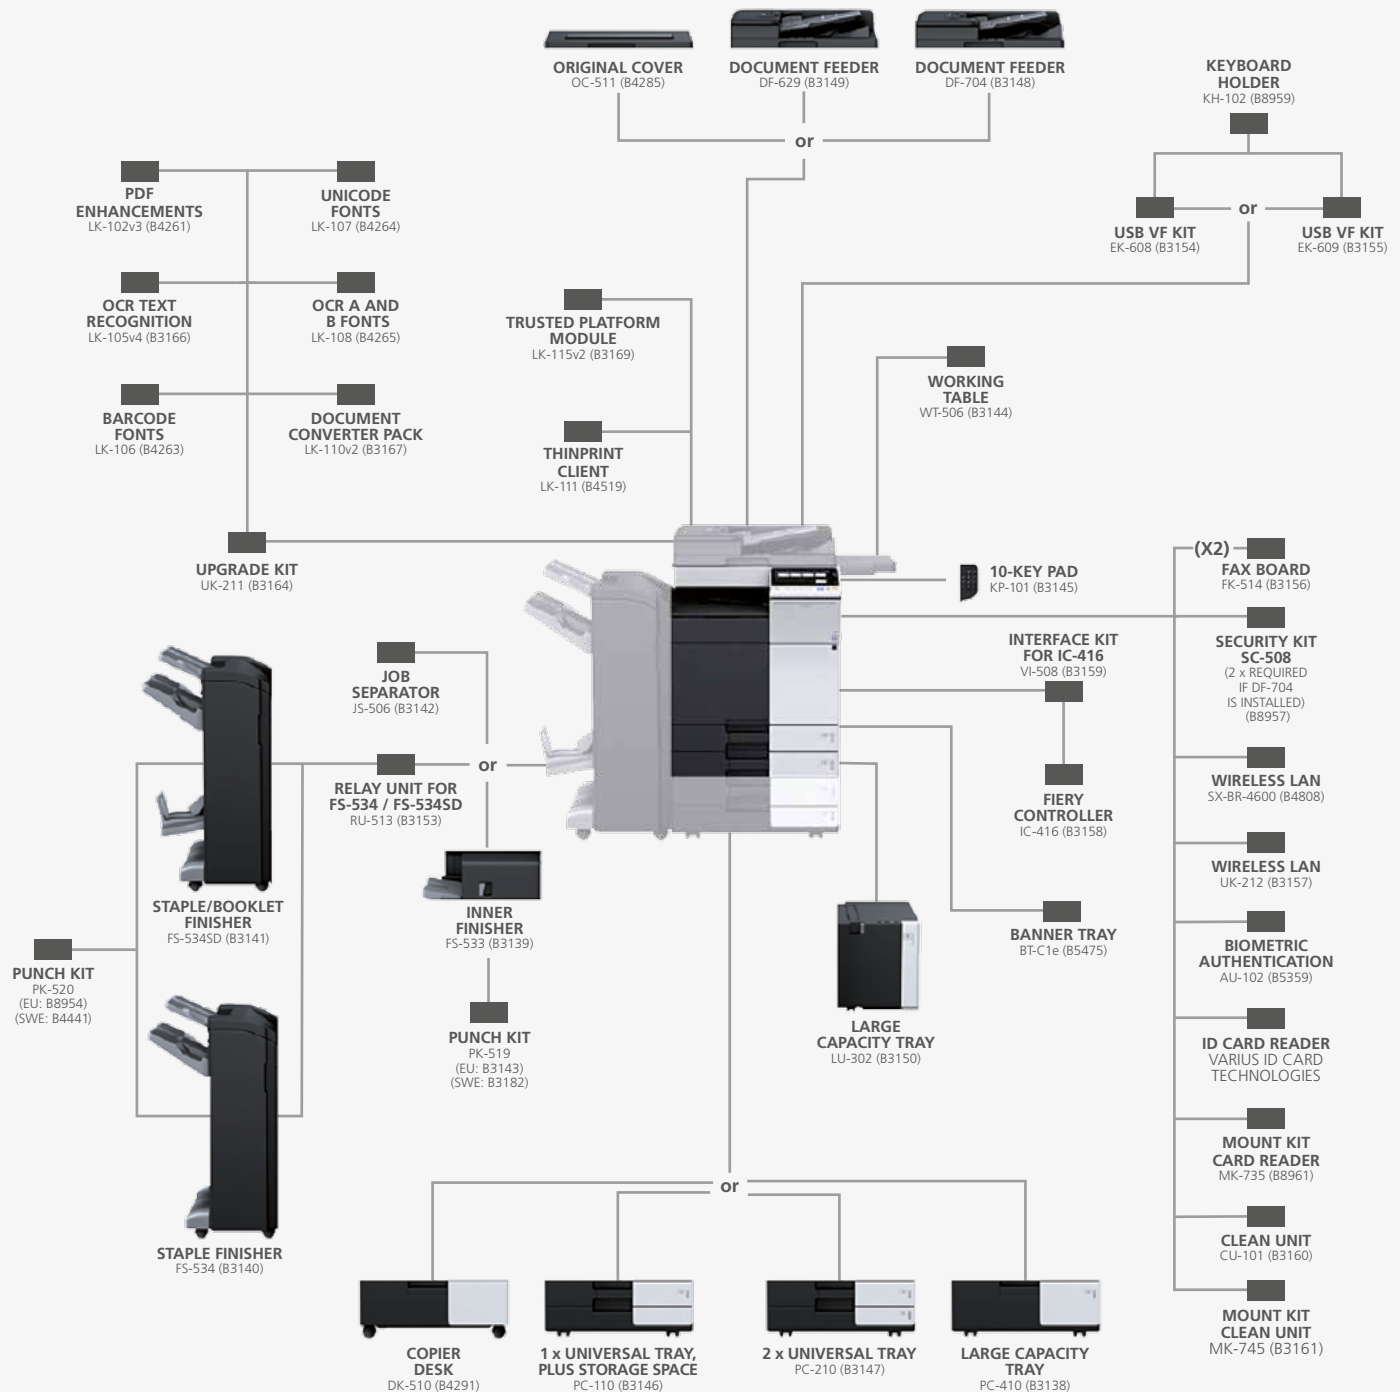 ORIGINAL COVER
OC-511 (B4285)
DOCUMENT FEEDER
DF-629 (B3149)
DOCUMENT FEEDER
DF-704 (B3148)
or
KEYBOARD
HOLDER
KH-102 (B8959)
or
USB VF KIT
EK-608 (B3154)
USB VF KIT
EK-609 (B3155)
PDF
ENHANCEMENTS
LK-102v3 (B4261)
UNICODE
FONTS
LK-107 (B4264)
OCR TEXT
RECOGNITION
LK-105v4 (B3166)
OCR A AND
B FONTS
LK-108 (B4265)
BARCODE
FONTS
LK-106 (B4263)
DOCUMENT
CONVERTER PACK
LK-110v2 (B3167)
UPGRADE KIT
UK-211 (B3164)
TRUSTED PLATFORM
MODULE
LK-115v2 (B3169)
THINPRINT
CLIENT
LK-111 (B4519)
WORKING
TABLE
WT-506 (B3144)
10-KEY PAD
KP-101 (B3145)
INTERFACE KIT
FOR IC-416
VI-508 (B3159)
FIERY
CONTROLLER
IC-416 (B3158)
BANNER TRAY
BT-C1e (B5475)
LARGE
CAPACITY TRAY
LU-302 (B3150)
(X2)
FAX BOARD
FK-514 (B3156)
SECURITY KIT
SC-508
(2 x REQUIRED
IF DF-704
IS INSTALLED)
(B8957)
WIRELESS LAN
SX-BR-4600 (B4808)
WIRELESS LAN
UK-212 (B3157)
BIOMETRIC
AUTHENTICATION
AU-102 (B5359)
ID CARD READER
VARIUS ID CARD
TECHNOLOGIES
MOUNT KIT
CARD READER
MK-735 (B8961)
CLEAN UNIT
CU-101 (B3160)
MOUNT KIT
CLEAN UNIT
MK-745 (B3161)
JOB
SEPARATOR
JS-506 (B3142)
or
RELAY UNIT FOR
FS-534 / FS-534SD
RU-513 (B3153)
INNER
FINISHER
FS-533 (B3139)
PUNCH KIT
PK-519
(EU: B3143)
(SWE: B3182)
STAPLE/BOOKLET
FINISHER
FS-534SD (B3141)
PUNCH KIT
PK-520
(EU: B8954)
(SWE: B4441)
STAPLE FINISHER
FS-534 (B3140)
or
COPIER
DESK
DK-510 (B4291)
1 x UNIVERSAL TRAY,
PLUS STORAGE SPACE
PC-110 (B3146)
2 x UNIVERSAL TRAY
PC-210 (B3147)
LARGE CAPACITY
TRAY
PC-410 (B3138)